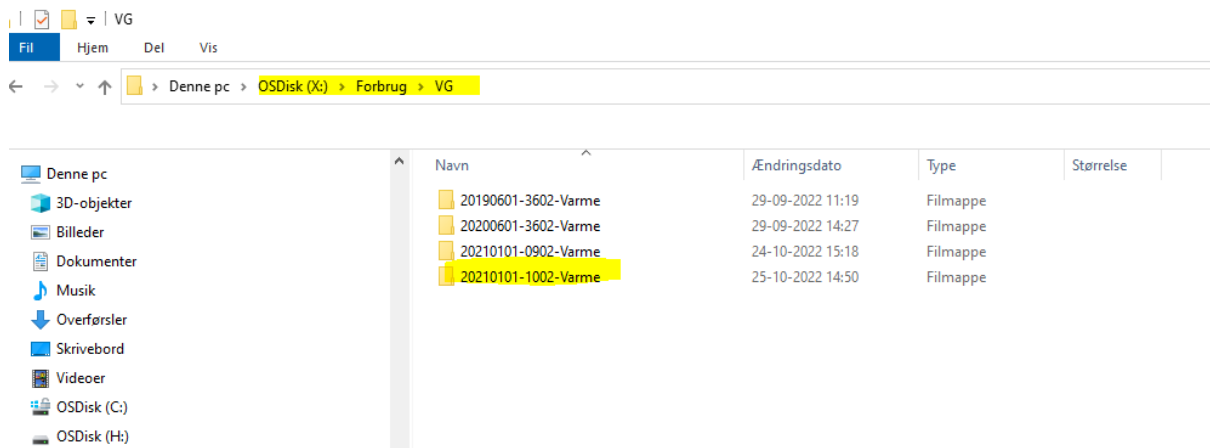 VG
Fil Hjem Del Vis
Denne pc > OSDisk (X:) > Forbrug > VG
Navn Ændringsdato Type Størrelse
Denne pc
3D-objekter
Billeder
Dokumenter
Musik
Overførsler
Skrivebord
Videoer
OSDisk (C:)
OSDisk (H:)
20190601-3602-Varme 29-09-2022 11:19 Filmappe
20200601-3602-Varme 29-09-2022 14:27 Filmappe
20210101-0902-Varme 24-10-2022 15:18 Filmappe
20210101-1002-Varme 25-10-2022 14:50 Filmappe